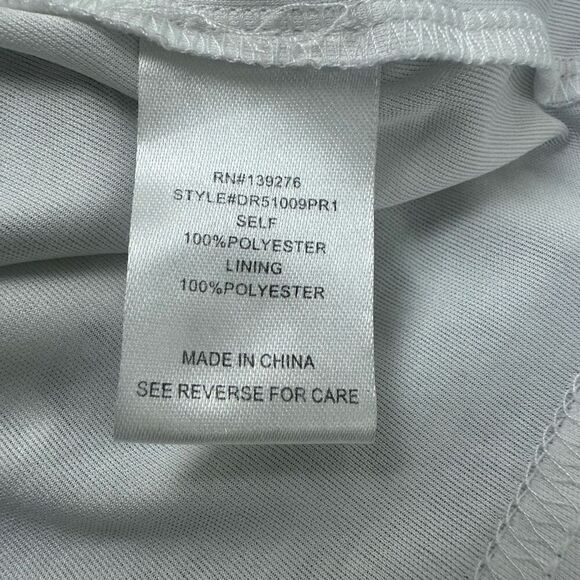 RN#139276
STYLE#DR51009PR1
SELF
100%POLYESTER
LINING
100%POLYESTER
MADE IN CHINA
SEE REVERSE FOR CARE